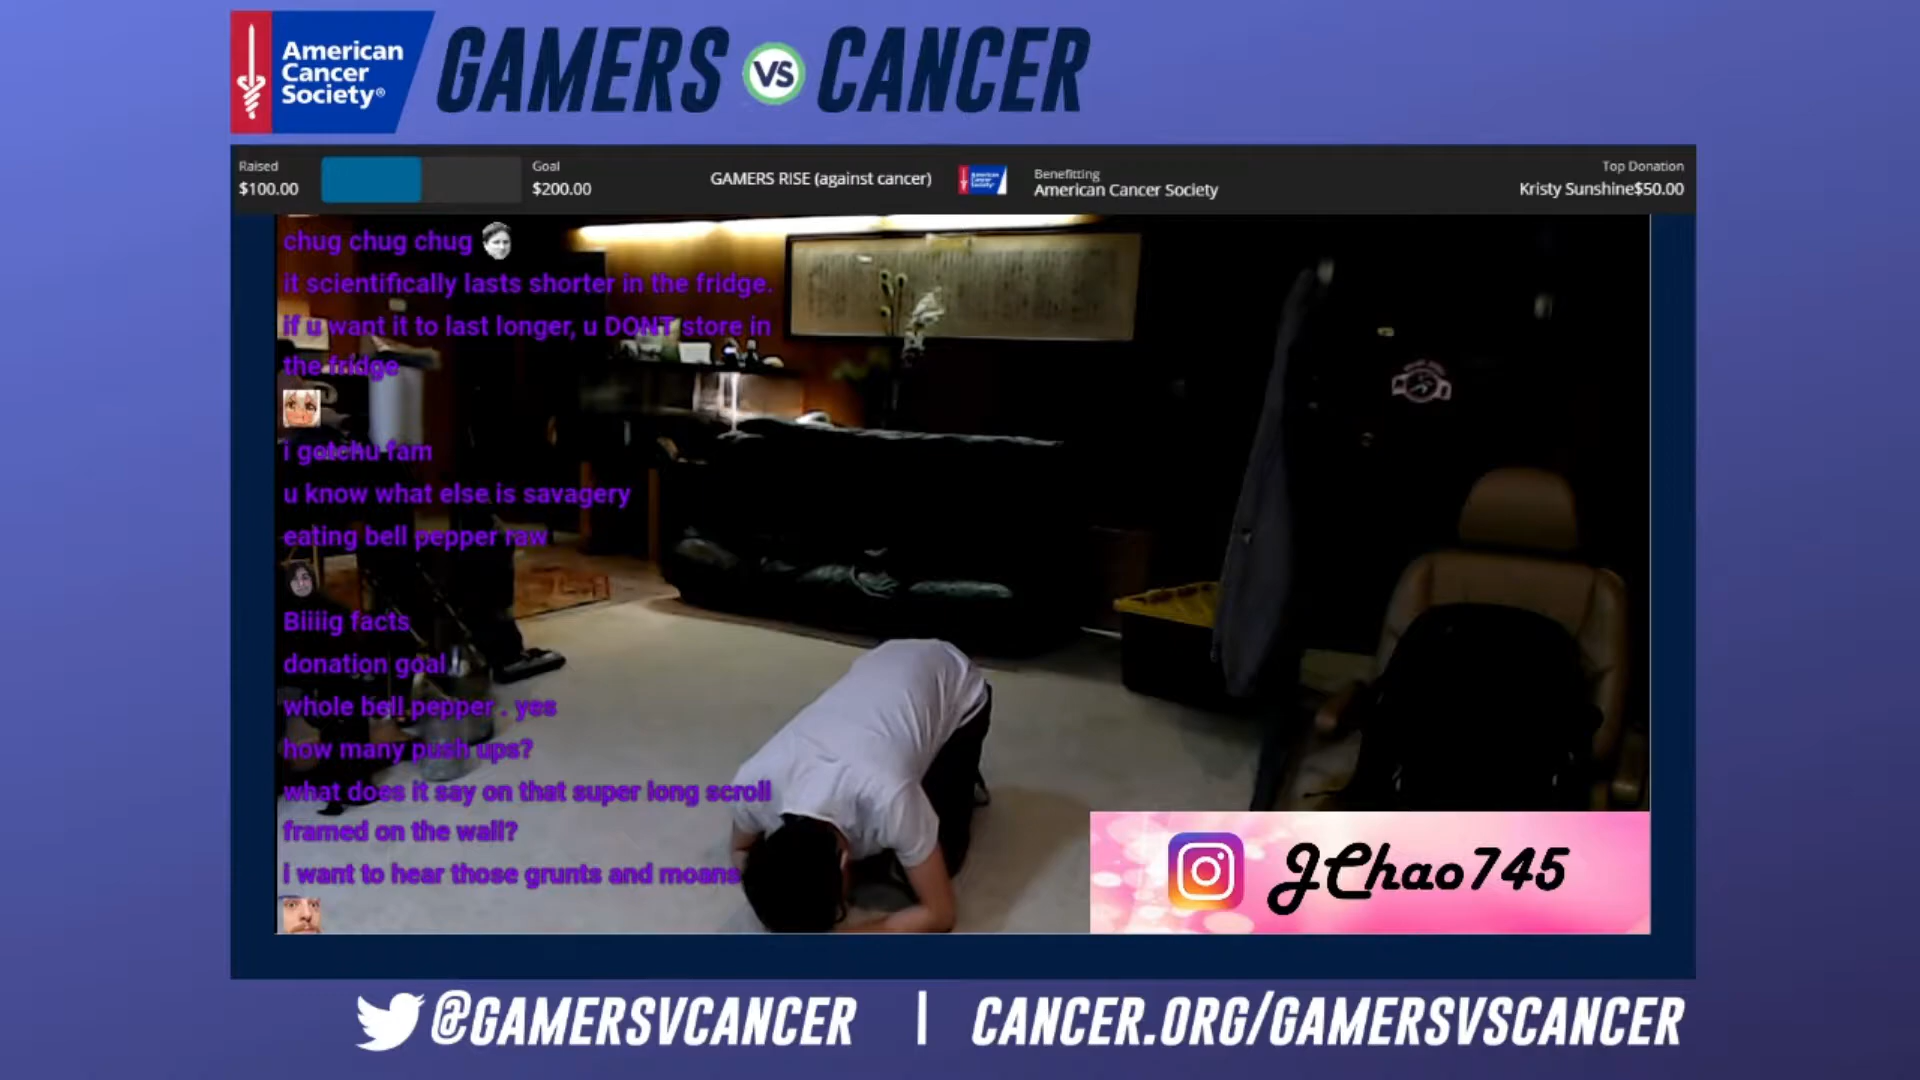 American
Cancer
Society®
GAMERS VS CANCER
Raised
$100.00
Goal
$200.00
GAMERS RISE (against cancer)
American
Cancer
Society
Benefitting
American Cancer Society
Top Donation
Kristy Sunshine$50.00
chug chug chug
it scientifically lasts shorter in the fridge.
if u want it to last longer, u DONT store in
the fridge
i gotchu fam
u know what else is savagery
eating bell pepper raw
Biiiig facts
donation goal
whole bell pepper . yes
how many push ups?
what does it say on that super long scroll
framed on the wall?
i want to hear those grunts and moans
JChao745
@GAMERSVCANCER | CANCER.ORG/GAMERSVSCANCER